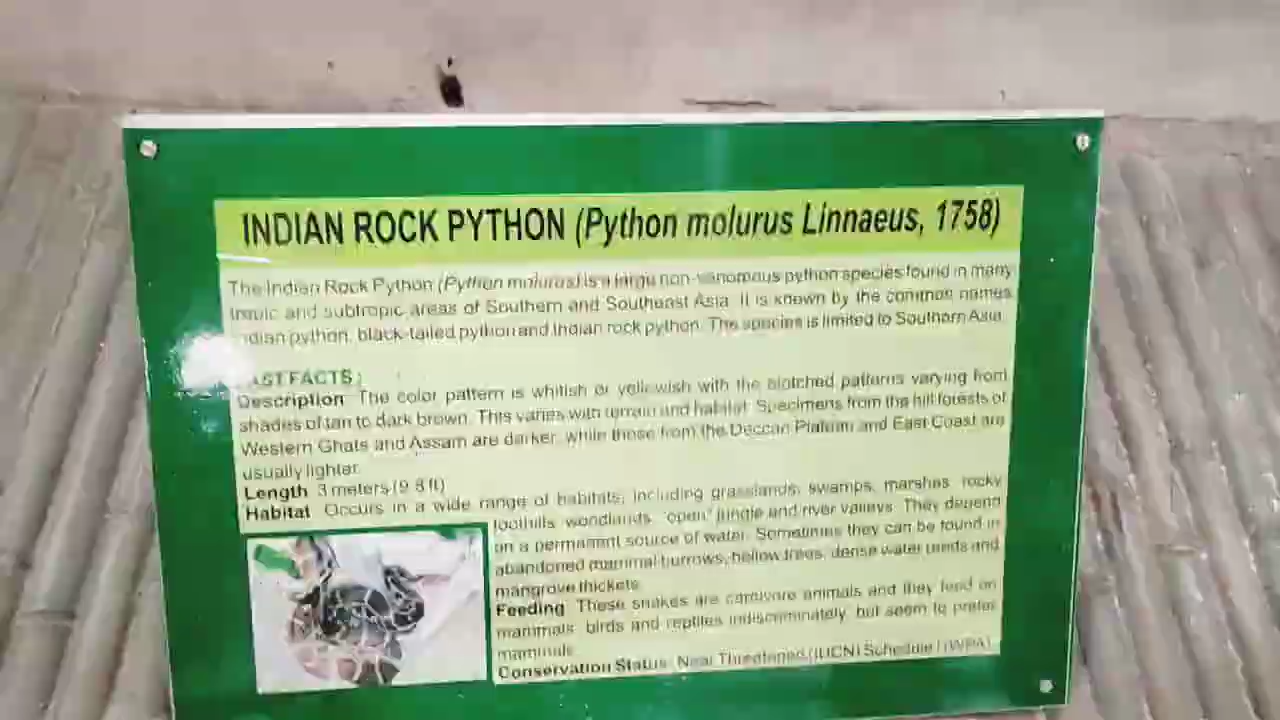 INDIAN ROCK PYTHON (Python molurus Linnaeus, 1758)
The Indian Rock Python (Python molurus) is a large non-venomous python species found in many
tropic and subtropic areas of Southern and Southeast Asia. It is known by the common names
Indian python, black-tailed python and Indian rock python. The species is limited to Southern Asia.
FAST FACTS :
Description: The color pattern is whitish or yellowish with the blotched patterns varying from
shades of tan to dark brown. This varies with terrain and habitat. Specimens from the hill forests of
Western Ghats and Assam are darker, while those from the Deccan Plateau and East Coast are
usually lighter.
Length: 3 meters (9.8 ft)
Habitat: Occurs in a wide range of habitats, including grasslands, swamps, marshes, rocky
foothills, woodlands, "open" jungle and river valleys. They depend
on a permanent source of water. Sometimes they can be found in
abandoned mammal burrows, hollow trees, dense water reeds and
mangrove thickets.
Feeding: These snakes are carnivore animals and they feed on
mammals, birds and reptiles indiscriminately, but seem to prefer
mammals.
Conservation Status: Near Threatened (IUCN) Schedule I (WPA)